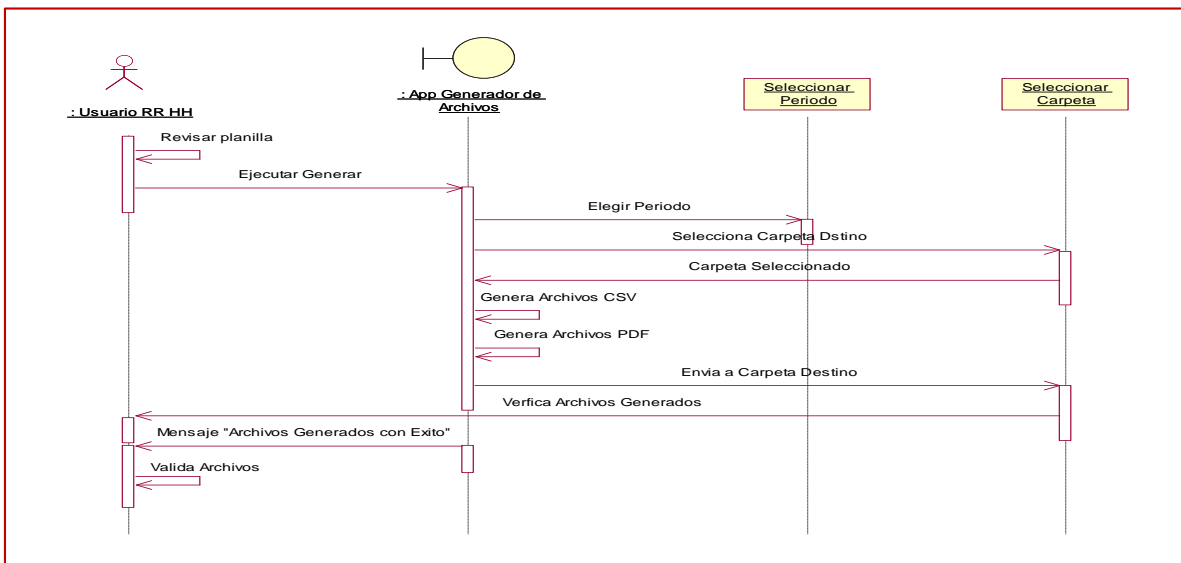 : Usuario RR HH
: App Generador de
Archivos
Seleccionar
Periodo
Seleccionar
Carpeta
Revisar planilla
Ejecutar Generar
Elegir Periodo
Selecciona Carpeta Dstino
Carpeta Seleccionado
Genera Archivos CSV
Genera Archivos PDF
Envia a Carpeta Destino
Verfica Archivos Generados
Mensaje "Archivos Generados con Exito"
Valida Archivos